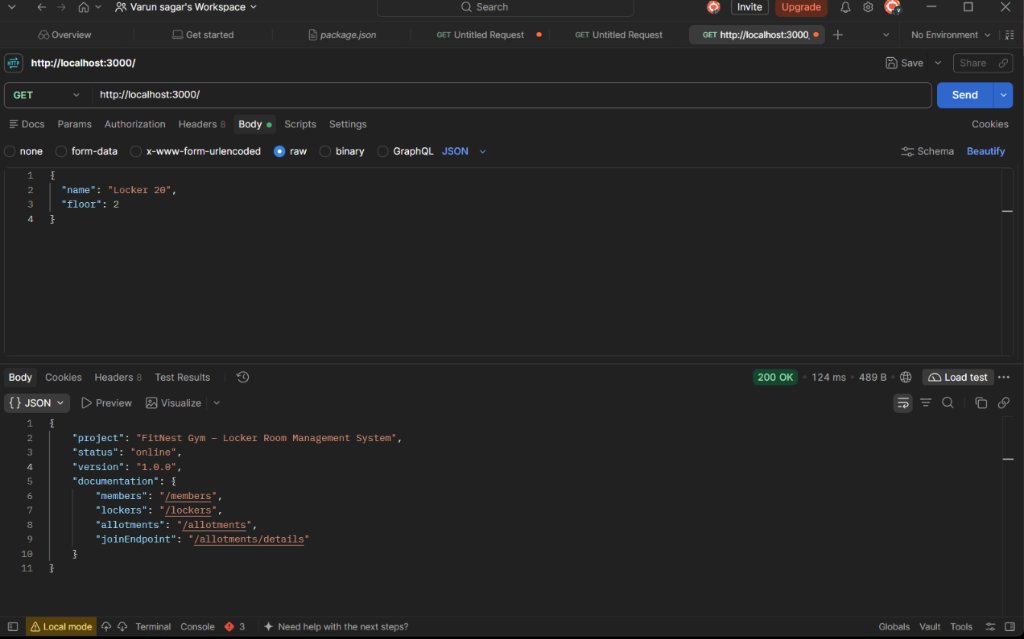 Varun sagar's Workspace
Search
Invite
Upgrade
Overview
Get started
package.json
GET Untitled Request
GET Untitled Request
GET http://localhost:3000,
No Environment
HTTP
http://localhost:3000/
Save
Share
GET
http://localhost:3000/
Send
Docs
Params
Authorization
Headers 8
Body
Scripts
Settings
Cookies
none
form-data
x-www-form-urlencoded
raw
binary
GraphQL
JSON
Schema
Beautify
1 {
2 "name": "Locker 20",
3 "floor": 2
4 }
Body
Cookies
Headers 8
Test Results
200 OK
124 ms
489 B
Load test
{} JSON
Preview
Visualize
1 {
2 "project": "FitNest Gym – Locker Room Management System",
3 "status": "online",
4 "version": "1.0.0",
5 "documentation": {
6 "members": "/members",
7 "lockers": "/lockers",
8 "allotments": "/allotments",
9 "joinEndpoint": "/allotments/details"
10 }
11 }
Local mode
Terminal
Console
3
Need help with the next steps?
Globals
Vault
Tools